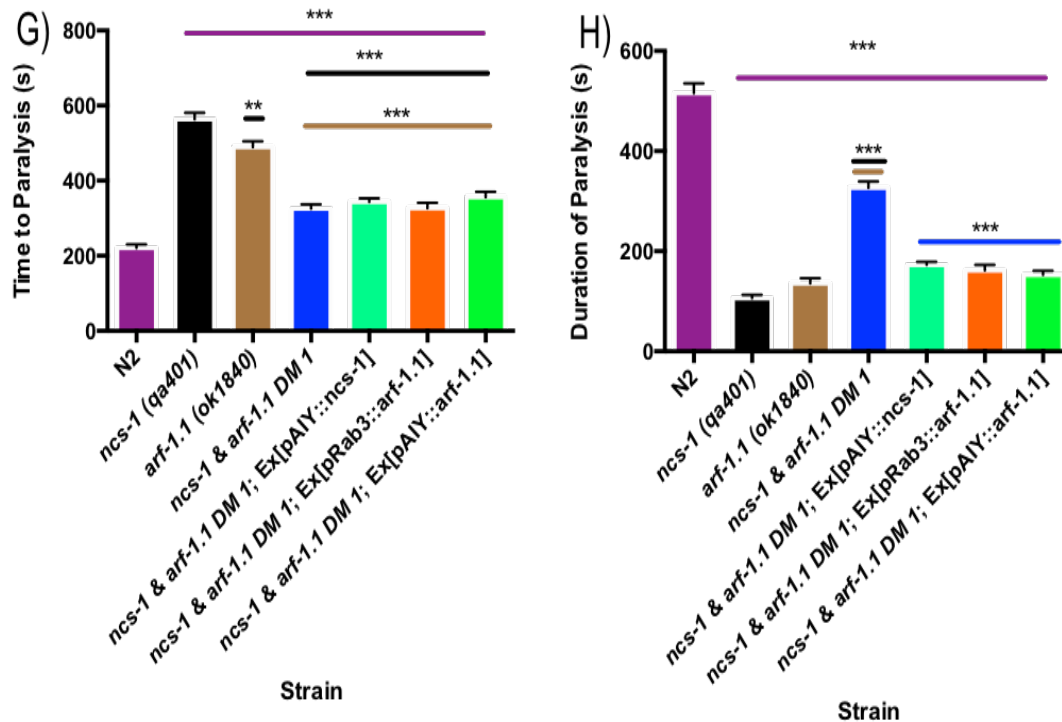 G)
Time to Paralysis (s)
800
600
400
200
0
***
***
**
***
N2
ncs-1 (qa401)
arf-1.1 (ok1840)
ncs-1 & arf-1.1 DM 1
ncs-1 & arf-1.1 DM 1; Ex[pAIY::ncs-1]
ncs-1 & arf-1.1 DM 1; Ex[pRab3::arf-1.1]
ncs-1 & arf-1.1 DM 1; Ex[pAIY::arf-1.1]
Strain
H)
Duration of Paralysis (s)
600
400
200
0
***
***
***
N2
ncs-1 (qa401)
arf-1.1 (ok1840)
ncs-1 & arf-1.1 DM 1
ncs-1 & arf-1.1 DM 1; Ex[pAIY::ncs-1]
ncs-1 & arf-1.1 DM 1; Ex[pRab3::arf-1.1]
ncs-1 & arf-1.1 DM 1; Ex[pAIY::arf-1.1]
Strain